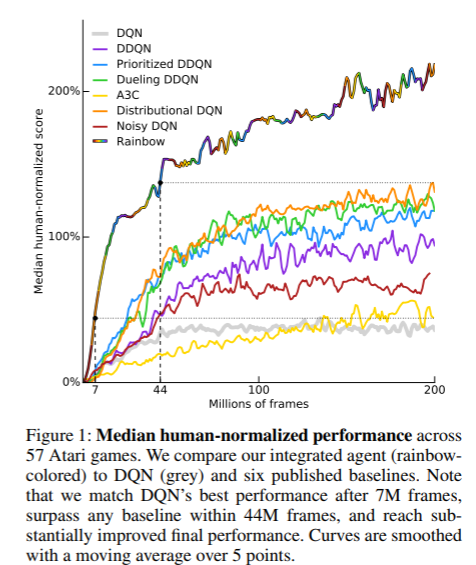 DQN
DDQN
Prioritized DDQN
Dueling DDQN
A3C
Distributional DQN
Noisy DQN
Rainbow
Median human-normalized score
200%
100%
0%
7
44
100
200
Millions of frames
Figure 1: Median human-normalized performance across
57 Atari games. We compare our integrated agent (rainbow-
colored) to DQN (grey) and six published baselines. Note
that we match DQN's best performance after 7M frames,
surpass any baseline within 44M frames, and reach sub-
stantially improved final performance. Curves are smoothed
with a moving average over 5 points.